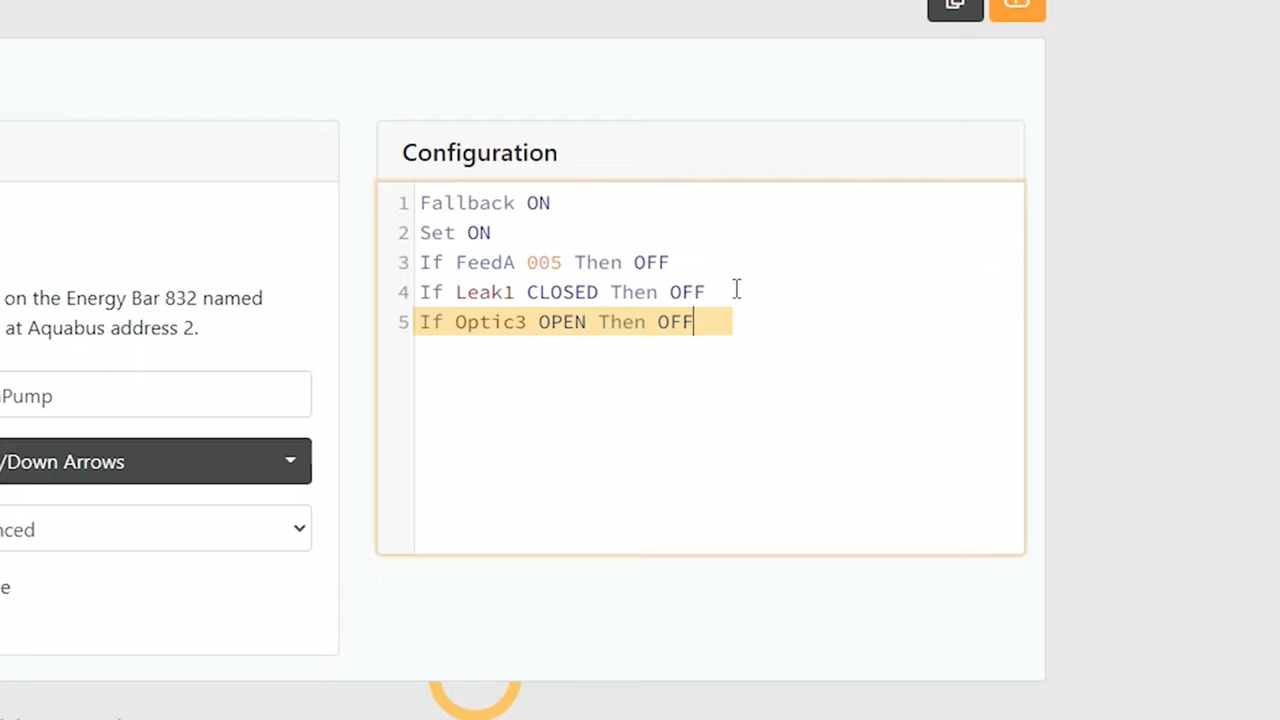 Configuration
1 Fallback ON
2 Set ON
3 If FeedA 005 Then OFF
4 If Leak1 CLOSED Then OFF
5 If Optic3 OPEN Then OFF
on the Energy Bar 832 named
at Aquabus address 2.
Pump
/Down Arrows
nced
e